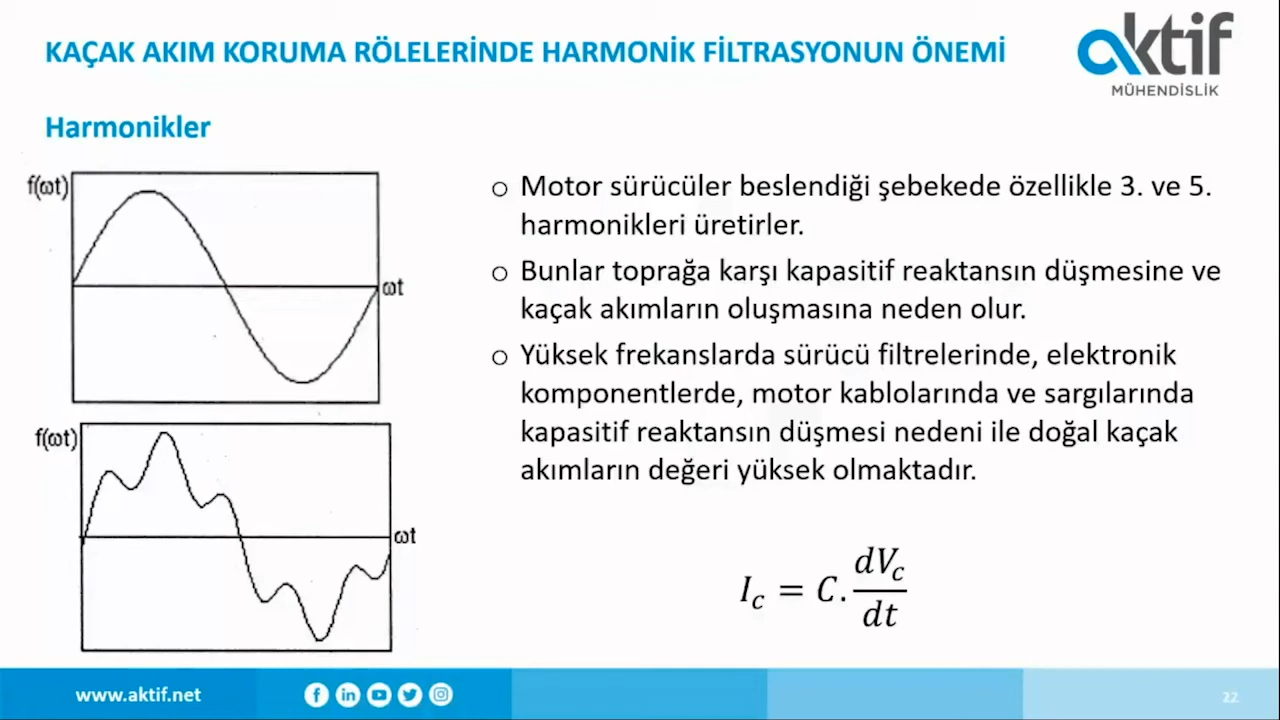 KAÇAK AKIM KORUMA RÖLELERİNDE HARMONİK FİLTRASYONUN ÖNEMİ
aktif
MÜHENDİSLİK
Harmonikler
f(ωt)
ωt
f(ωt)
ωt
o Motor sürücüler beslendiği şebekede özellikle 3. ve 5.
harmonikleri üretirler.
o Bunlar toprağa karşı kapasitif reaktansın düşmesine ve
kaçak akımların oluşmasına neden olur.
o Yüksek frekanslarda sürücü filtrelerinde, elektronik
komponentlerde, motor kablolarında ve sargılarında
kapasitif reaktansın düşmesi nedeni ile doğal kaçak
akımların değeri yüksek olmaktadır.
I_c = C. dV_c/dt
www.aktif.net
22